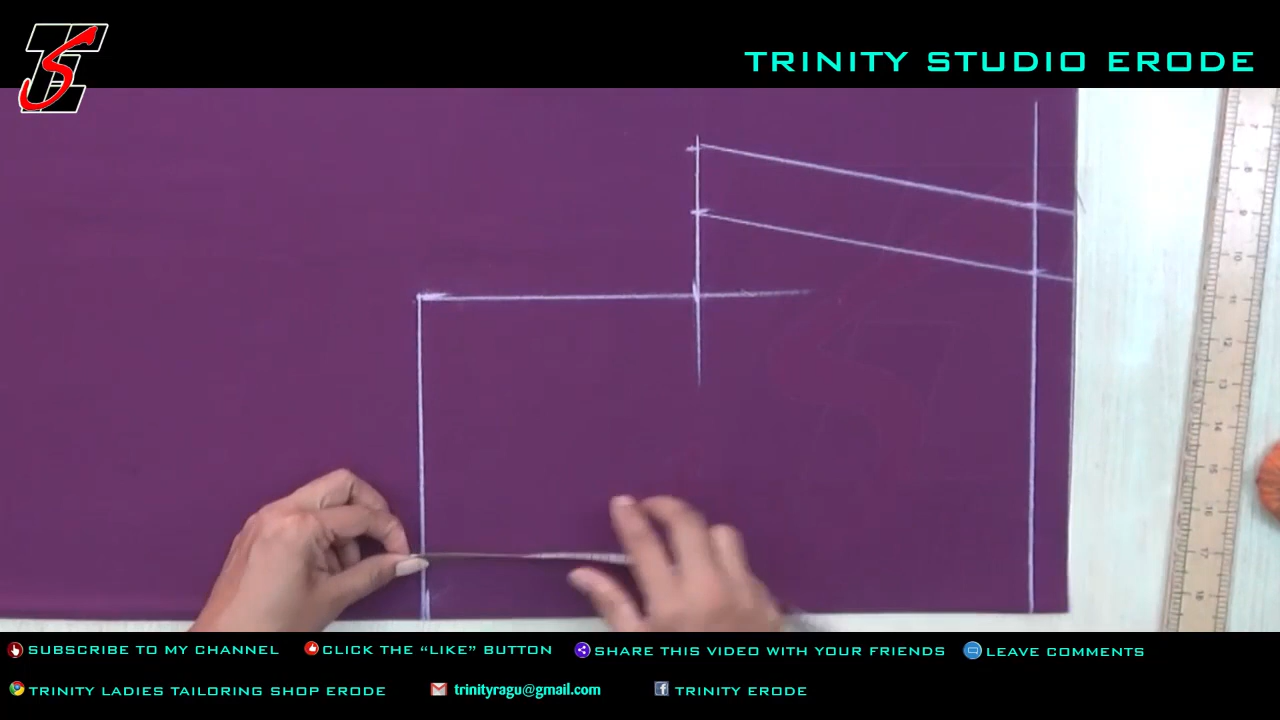 TRINITY STUDIO ERODE
SUBSCRIBE TO MY CHANNEL
CLICK THE “LIKE” BUTTON
SHARE THIS VIDEO WITH YOUR FRIENDS
LEAVE COMMENTS
TRINITY LADIES TAILORING SHOP ERODE
trinityragu@gmail.com
TRINITY ERODE